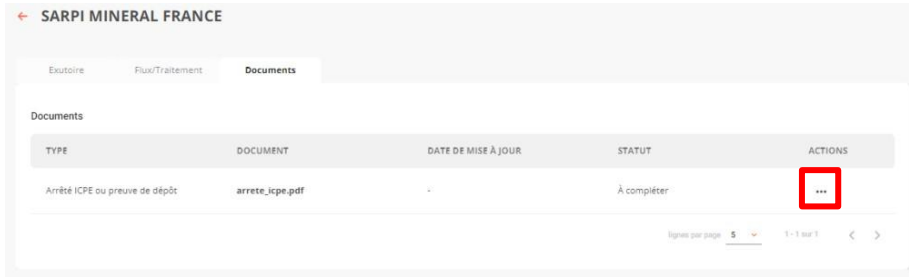 ← SARPI MINERAL FRANCE
Exutoire Flux/Traitement Documents
Documents
TYPE DOCUMENT DATE DE MISE À JOUR STATUT ACTIONS
Arrêté ICPE ou preuve de dépôt arrete_icpe.pdf - À compléter ...
lignes par page 5 1 - 1 sur 1 < >